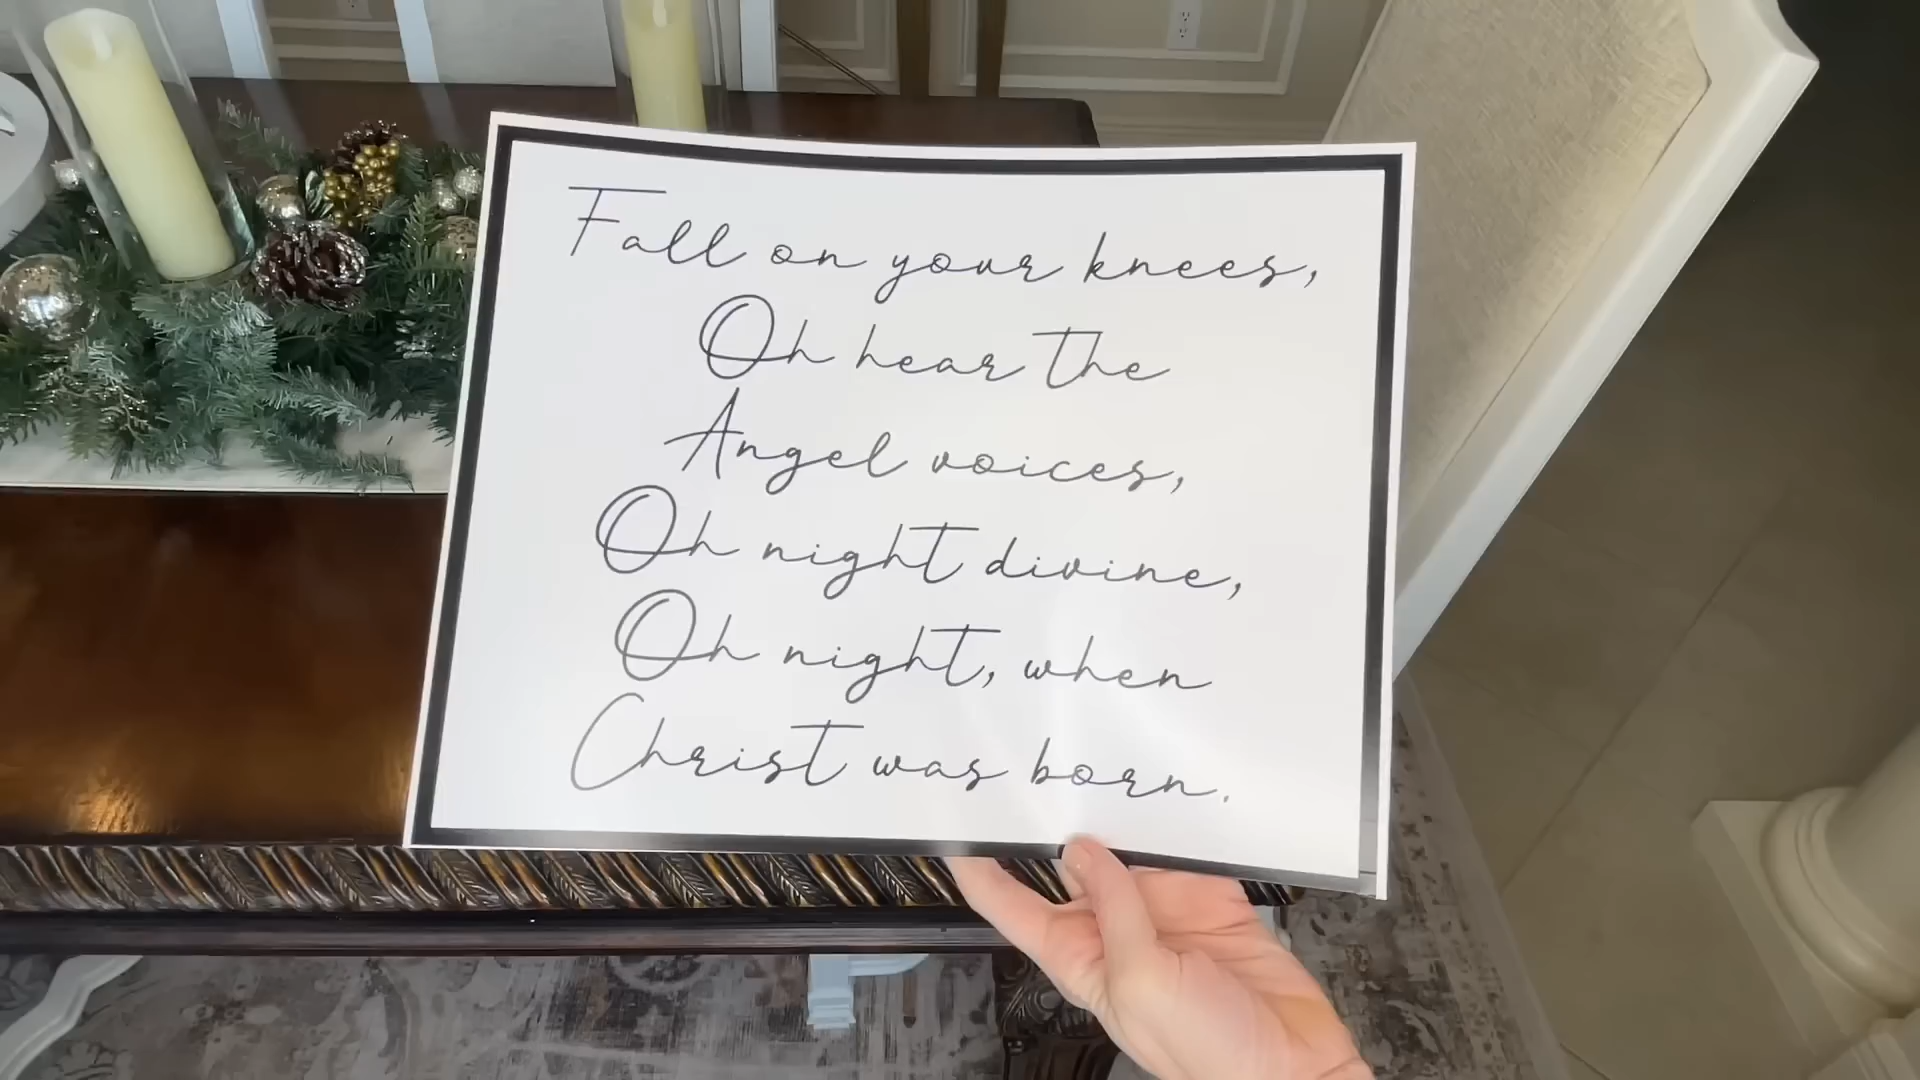 Fall on your knees,
Oh hear the
Angel voices,
Oh night divine,
Oh night, when
Christ was born.